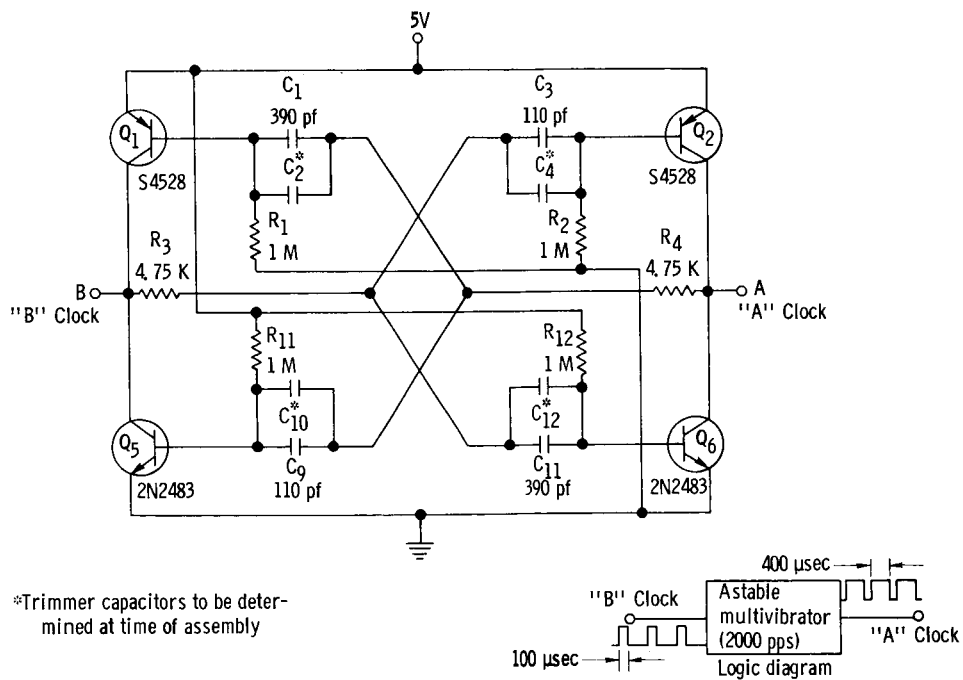 5V
C1
390 pf
C2*
C3
110 pf
C4*
Q1
S4528
Q2
S4528
R1
1 M
R2
1 M
R3
4.75 K
R4
4.75 K
B
"B" Clock
A
"A" Clock
R11
1 M
R12
1 M
C10*
C9
110 pf
C12*
C11
390 pf
Q5
2N2483
Q6
2N2483
*Trimmer capacitors to be deter-
mined at time of assembly
400 μsec
"B" Clock
Astable
multivibrator
(2000 pps)
"A" Clock
100 μsec
Logic diagram